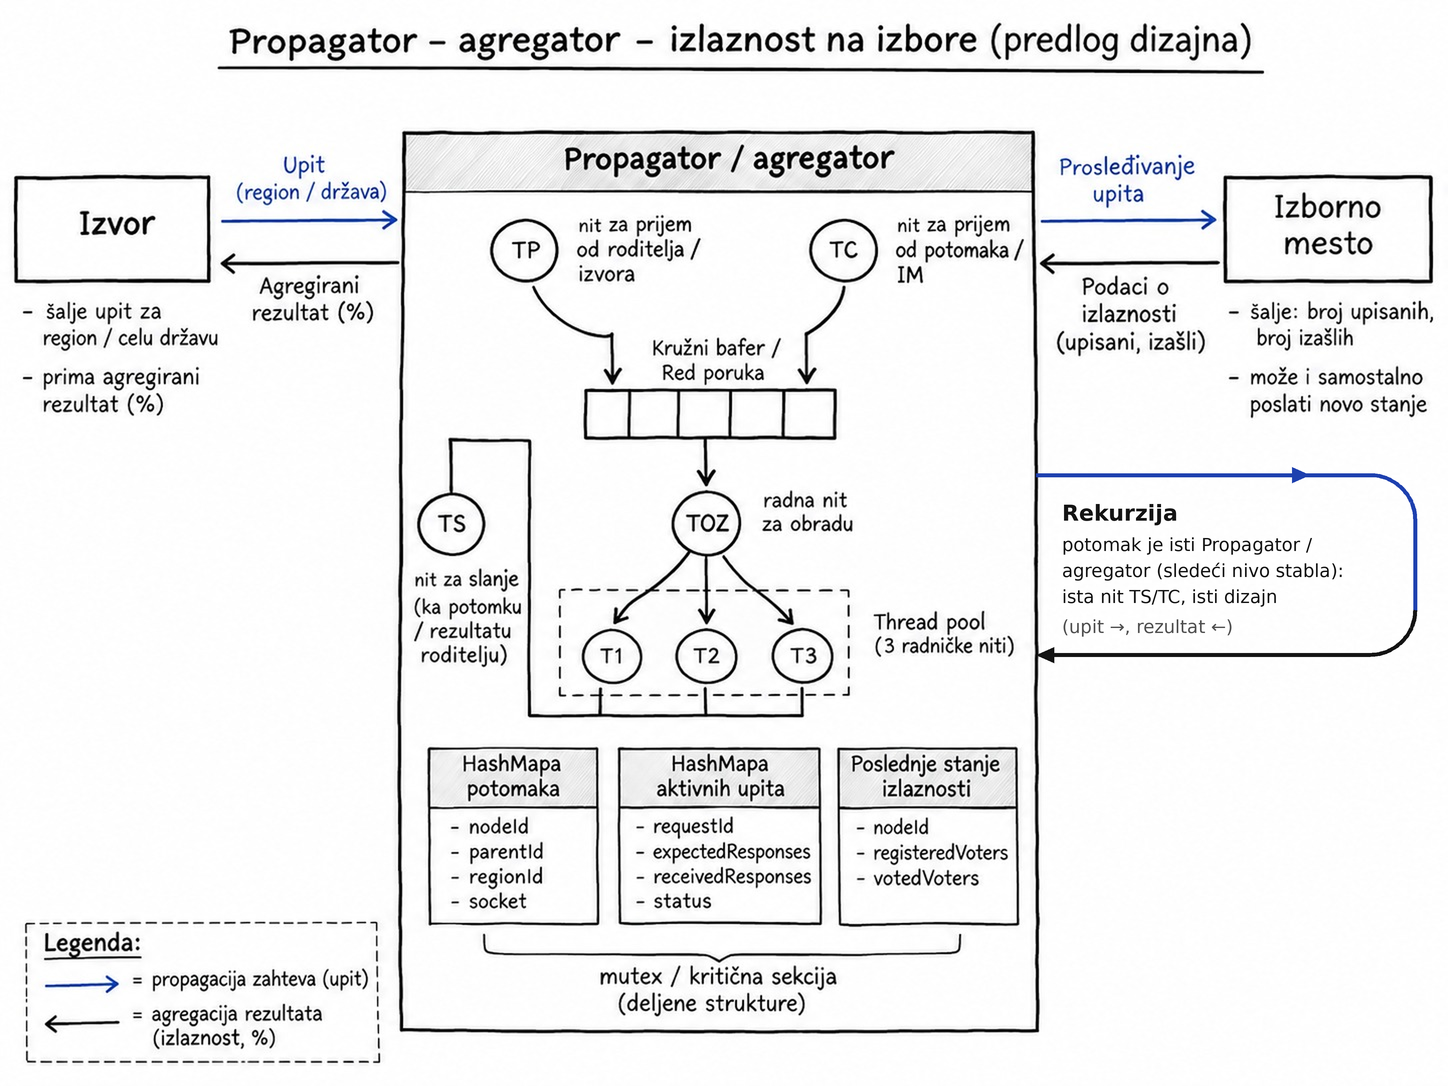 Propagator – agregator – izlaznost na izbore (predlog dizajna)
Izvor
Upit
(region / država)
Agregirani
rezultat (%)
- šalje upit za
region / celu državu
- prima agregirani
rezultat (%)
Propagator / agregator
TP
nit za prijem
od roditelja /
izvora
TC
nit za prijem
od potomaka /
IM
Kružni bafer /
Red poruka
TS
nit za slanje
(ka potomku
/ rezultatu
roditelju)
TOZ
radna nit
za obradu
T1
T2
T3
Thread pool
(3 radničke niti)
HashMapa
potomaka
- nodeId
- parentId
- regionId
- socket
HashMapa
aktivnih upita
- requestId
- expectedResponses
- receivedResponses
- status
Poslednje stanje
izlaznosti
- nodeId
- registeredVoters
- votedVoters
mutex / kritična sekcija
(deljene strukture)
Prosleđivanje
upita
Podaci o
izlaznosti
(upisani, izašli)
Izborno
mesto
- šalje: broj upisanih,
broj izašlih
- može i samostalno
poslati novo stanje
Rekurzija
potomak je isti Propagator /
agregator (sledeći nivo stabla):
ista nit TS/TC, isti dizajn
(upit →, rezultat ←)
Legenda:
= propagacija zahteva (upit)
= agregacija rezultata
(izlaznost, %)